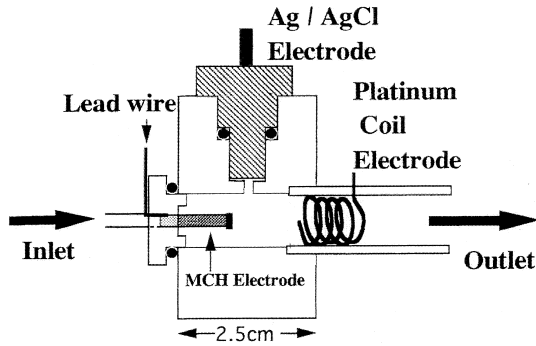 Ag / AgCl
Electrode
Lead wire
Platinum
Coil
Electrode
Inlet
Outlet
MCH Electrode
2.5cm